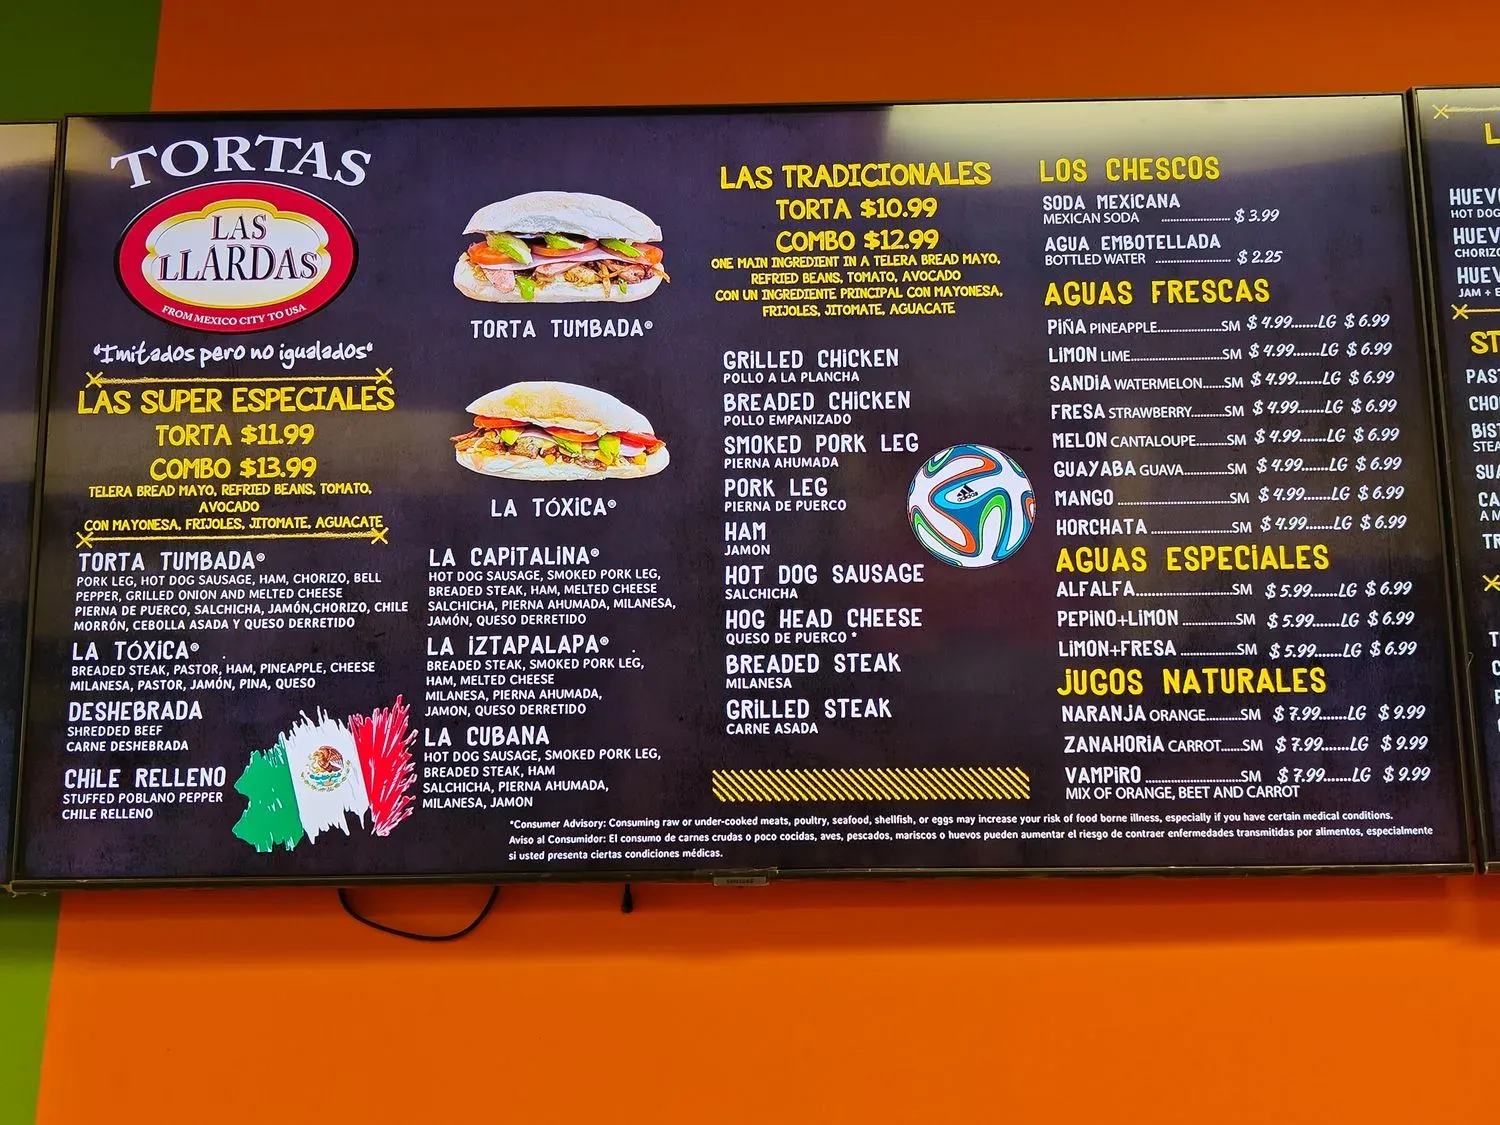 TORTAS
LAS
LLARDAS
FROM MEXICO CITY TO USA
"Imitados pero no igualados"
LAS SUPER ESPECIALES
TORTA $11.99
COMBO $13.99
TELERA BREAD MAYO, REFRIED BEANS, TOMATO,
AVOCADO
CON MAYONESA, FRIJOLES, JITOMATE, AGUACATE
TORTA TUMBADA®
PORK LEG, HOT DOG SAUSAGE, HAM, CHORIZO, BELL
PEPPER, GRILLED ONION AND MELTED CHEESE
PIERNA DE PUERCO, SALCHICHA, JAMÓN,CHORIZO, CHILE
MORRÓN, CEBOLLA ASADA Y QUESO DERRETIDO
LA TÓXICA®
BREADED STEAK, PASTOR, HAM, PINEAPPLE, CHEESE
MILANESA, PASTOR, JAMÓN, PINA, QUESO
DESHEBRADA
SHREDDED BEEF
CARNE DESHEBRADA
CHILE RELLENO
STUFFED POBLANO PEPPER
CHILE RELLENO
TORTA TUMBADA®
LA TÓXICA®
LA CAPITALINA®
HOT DOG SAUSAGE, SMOKED PORK LEG,
BREADED STEAK, HAM, MELTED CHEESE
SALCHICHA, PIERNA AHUMADA, MILANESA,
JAMÓN, QUESO DERRETIDO
LA IZTAPALAPA®
BREADED STEAK, SMOKED PORK LEG,
HAM, MELTED CHEESE
MILANESA, PIERNA AHUMADA,
JAMON, QUESO DERRETIDO
LA CUBANA
HOT DOG SAUSAGE, SMOKED PORK LEG,
BREADED STEAK, HAM
SALCHICHA, PIERNA AHUMADA,
MILANESA, JAMON
LAS TRADICIONALES
TORTA $10.99
COMBO $12.99
ONE MAIN INGREDIENT IN A TELERA BREAD MAYO,
REFRIED BEANS, TOMATO, AVOCADO
CON UN INGREDIENTE PRINCIPAL CON MAYONESA,
FRIJOLES, JITOMATE, AGUACATE
GRILLED CHICKEN
POLLO A LA PLANCHA
BREADED CHICKEN
POLLO EMPANIZADO
SMOKED PORK LEG
PIERNA AHUMADA
PORK LEG
PIERNA DE PUERCO
HAM
JAMON
HOT DOG SAUSAGE
SALCHICHA
HOG HEAD CHEESE
QUESO DE PUERCO *
BREADED STEAK
MILANESA
GRILLED STEAK
CARNE ASADA
adidas
LOS CHESCOS
SODA MEXICANA
MEXICAN SODA ........................ $ 3.99
AGUA EMBOTELLADA
BOTTLED WATER ........................ $ 2.25
AGUAS FRESCAS
PIÑA PINEAPPLE....................SM $ 4.99.......LG $ 6.99
LIMON LIME....................SM $ 4.99.......LG $ 6.99
SANDIA WATERMELON......SM $ 4.99.......LG $ 6.99
FRESA STRAWBERRY..........SM $ 4.99.......LG $ 6.99
MELON CANTALOUPE.........SM $ 4.99.......LG $ 6.99
GUAYABA GUAVA.............SM $ 4.99.......LG $ 6.99
MANGO ..............................SM $ 4.99.......LG $ 6.99
HORCHATA .........................SM $ 4.99.......LG $ 6.99
AGUAS ESPECIALES
ALFALFA............................SM $ 5.99.......LG $ 6.99
PEPINO+LIMON ................SM $ 5.99.......LG $ 6.99
LIMON+FRESA .................SM $ 5.99.......LG $ 6.99
JUGOS NATURALES
NARANJA ORANGE..........SM $ 7.99.......LG $ 9.99
ZANAHORIA CARROT......SM $ 7.99.......LG $ 9.99
VAMPIRO ..........................SM $ 7.99.......LG $ 9.99
MIX OF ORANGE, BEET AND CARROT
*Consumer Advisory: Consuming raw or under-cooked meats, poultry, seafood, shellfish, or eggs may increase your risk of food borne illness, especially if you have certain medical conditions.
Aviso al Consumidor: El consumo de carnes crudas o poco cocidas, aves, pescados, mariscos o huevos pueden aumentar el riesgo de contraer enfermedades transmitidas por alimentos, especialmente
si usted presenta ciertas condiciones médicas.
HOT DOG
JAM + E